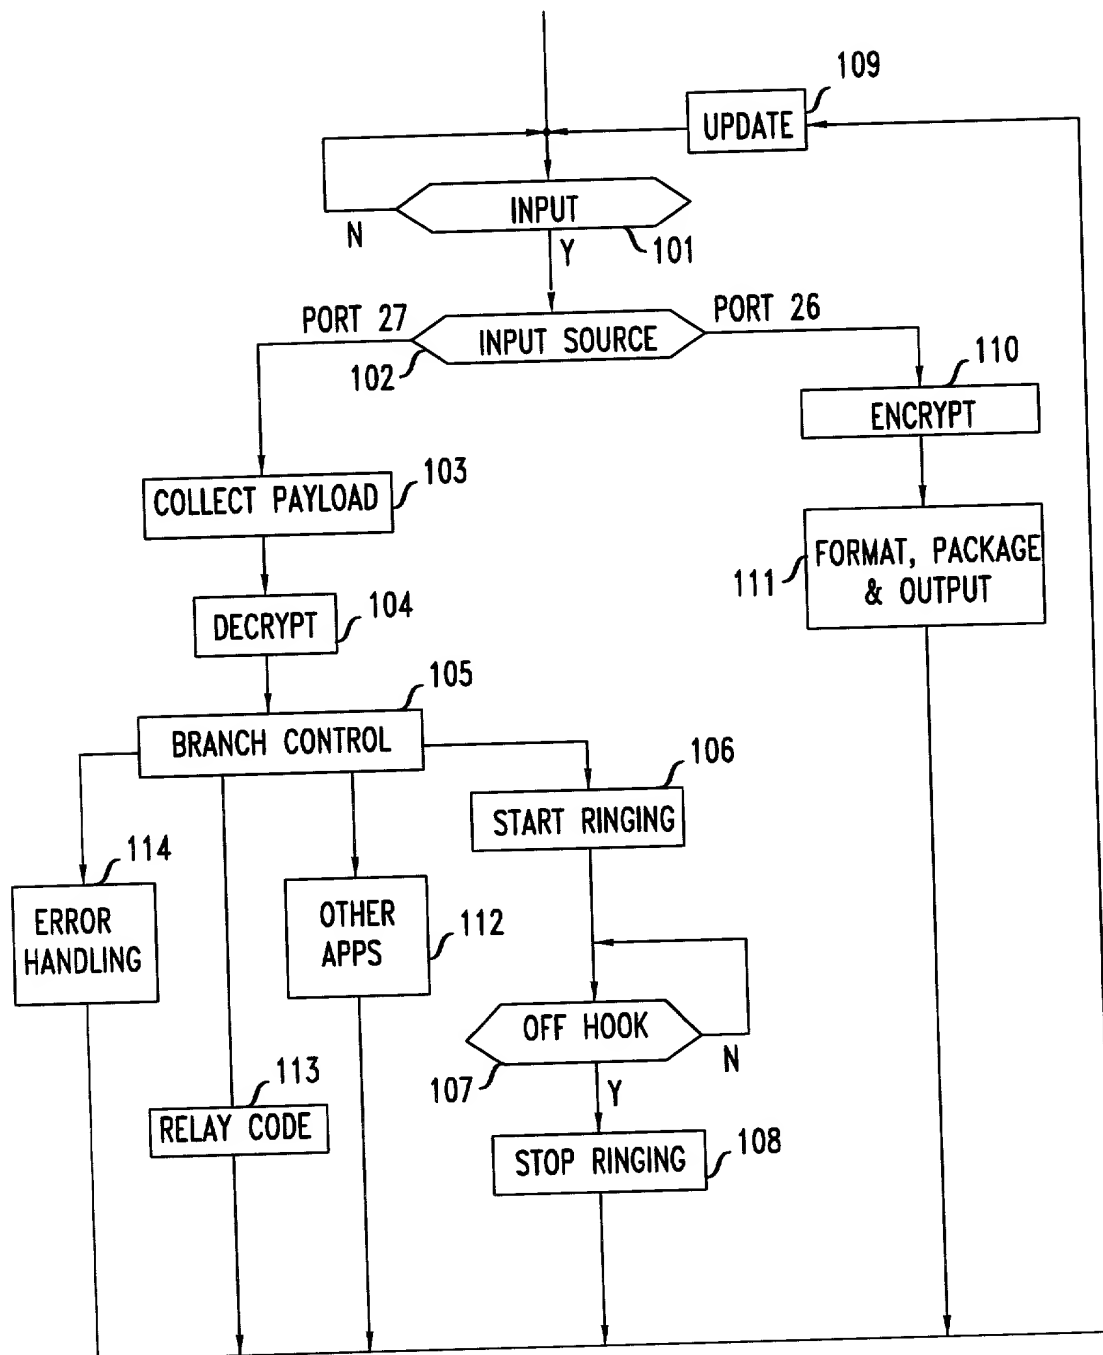 109
UPDATE
INPUT
N
101
Y
PORT 27
PORT 26
INPUT SOURCE
102
110
ENCRYPT
103
COLLECT PAYLOAD
FORMAT, PACKAGE
& OUTPUT
111
104
DECRYPT
105
BRANCH CONTROL
106
START RINGING
114
ERROR
HANDLING
OTHER
APPS
112
OFF HOOK
N
107
Y
113
RELAY CODE
108
STOP RINGING